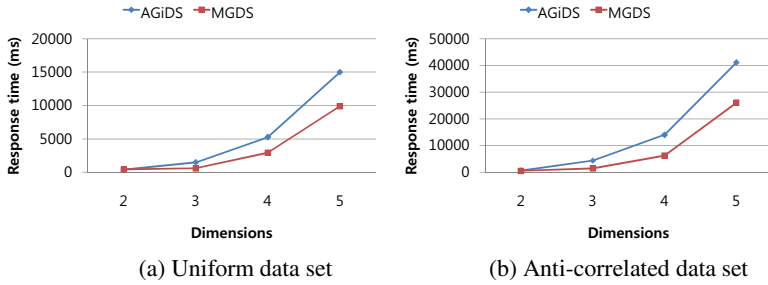 AGiDS MGDS
Response time (ms)
20000
15000
10000
5000
0
2 3 4 5
Dimensions
(a) Uniform data set
AGiDS MGDS
Response time (ms)
50000
40000
30000
20000
10000
0
2 3 4 5
Dimensions
(b) Anti-correlated data set